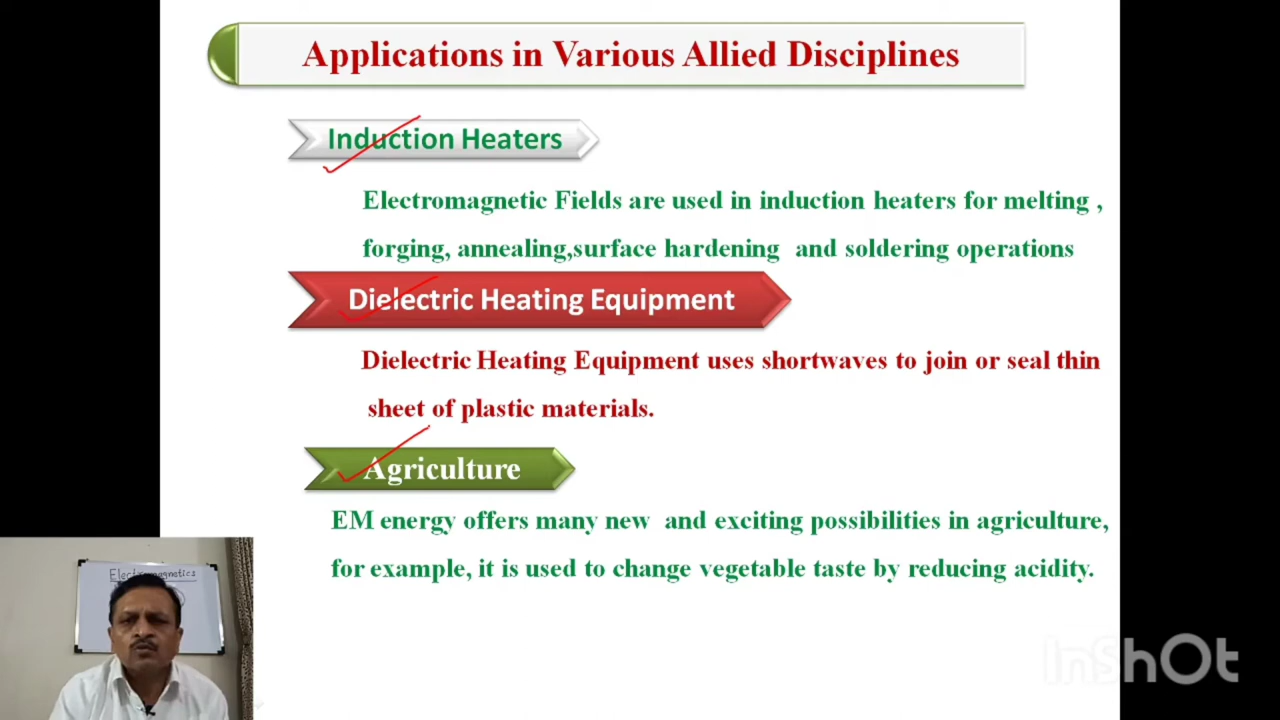 Applications in Various Allied Disciplines
Induction Heaters
Electromagnetic Fields are used in induction heaters for melting ,
forging, annealing,surface hardening and soldering operations
Dielectric Heating Equipment
Dielectric Heating Equipment uses shortwaves to join or seal thin
sheet of plastic materials.
Agriculture
EM energy offers many new and exciting possibilities in agriculture,
for example, it is used to change vegetable taste by reducing acidity.
Electromagnetics
InShOt